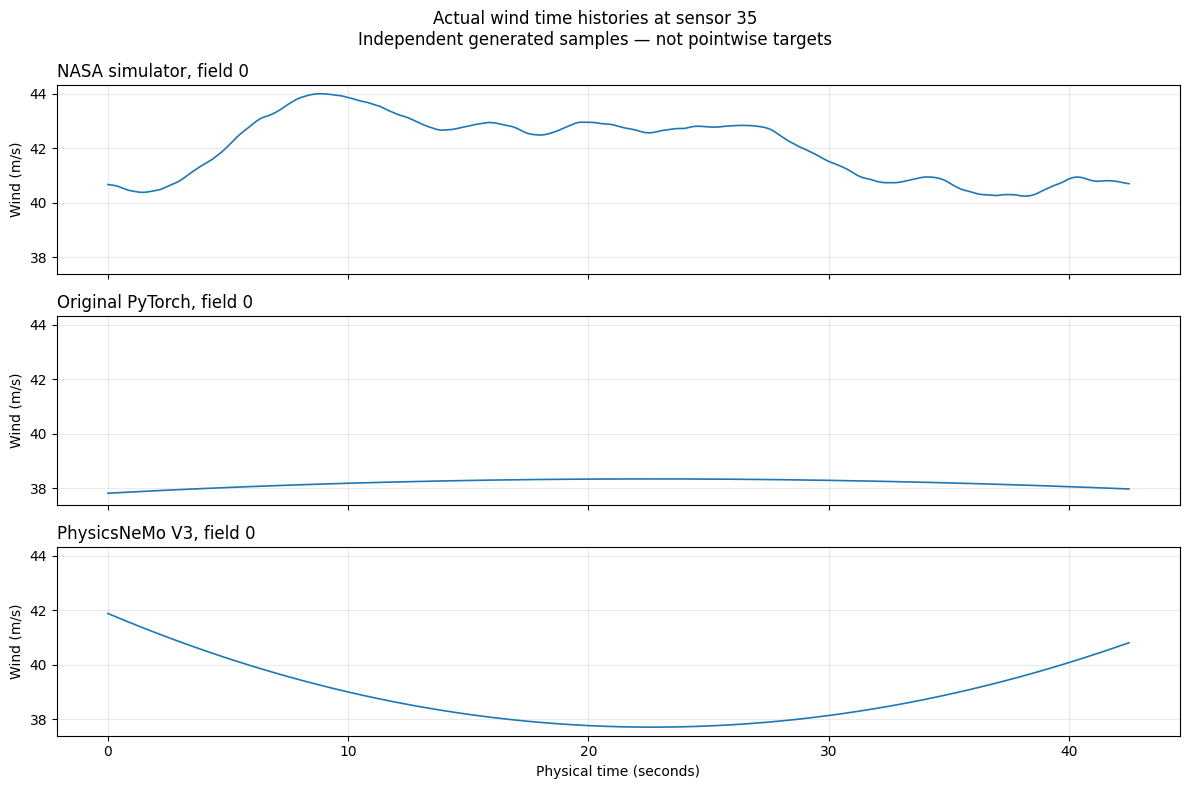 Actual wind time histories at sensor 35
Independent generated samples — not pointwise targets
NASA simulator, field 0
44
42
40
38
Wind (m/s)
Original PyTorch, field 0
44
42
40
38
Wind (m/s)
PhysicsNeMo V3, field 0
44
42
40
38
Wind (m/s)
0 10 20 30 40
Physical time (seconds)